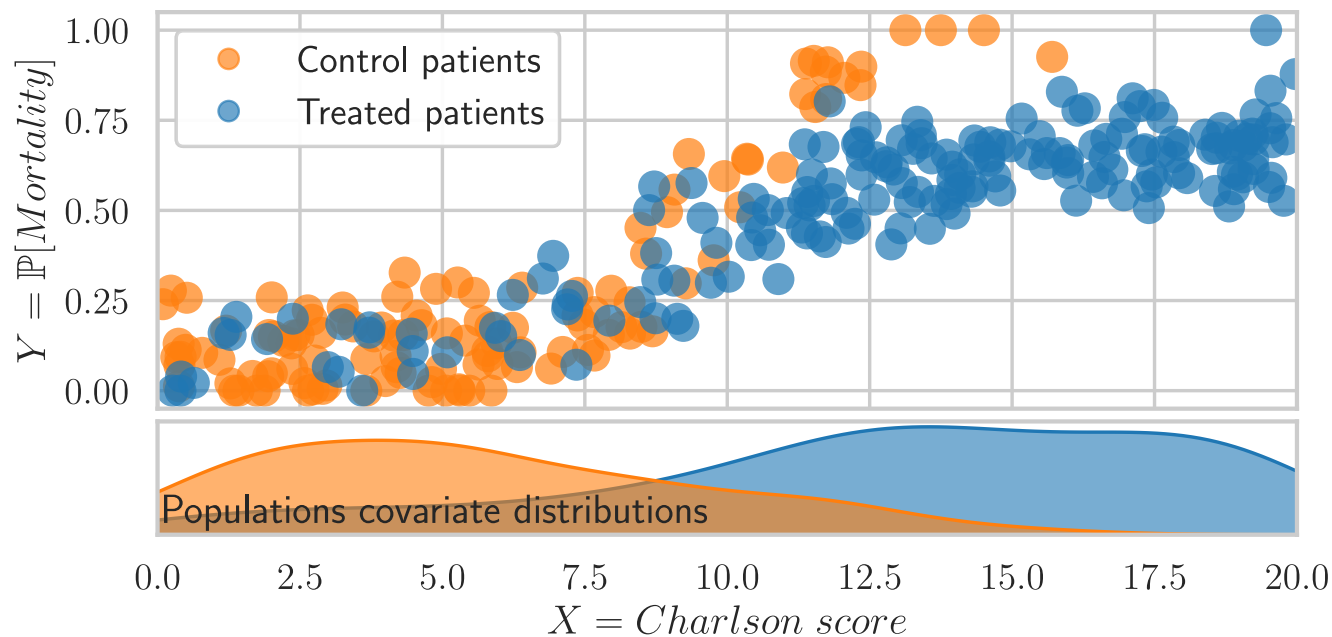 Y = ℙ[Mortality]
1.00
0.75
0.50
0.25
0.00
Control patients
Treated patients
Populations covariate distributions
0.0 2.5 5.0 7.5 10.0 12.5 15.0 17.5 20.0
X = Charlson score